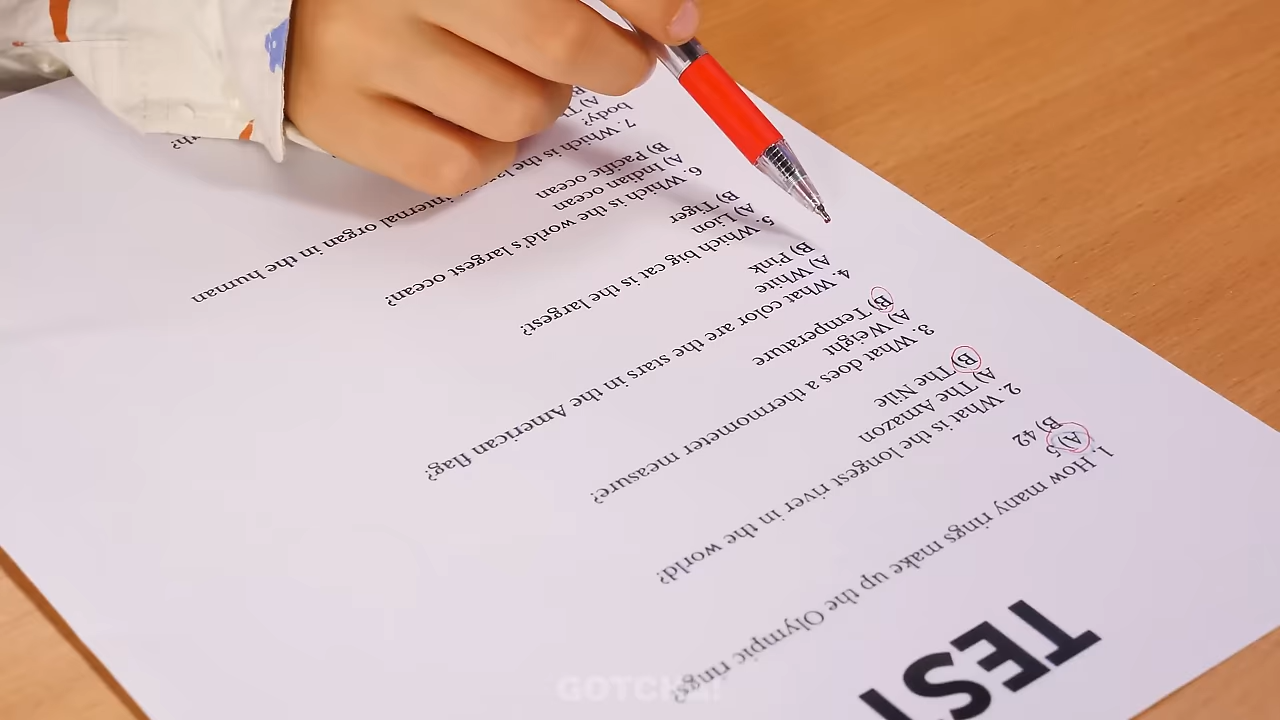 TEST
1. How many rings make up the Olympic rings?
A) 5
B) 42
2. What is the longest river in the world?
A) The Amazon
B) The Nile
3. What does a thermometer measure?
A) Weight
B) Temperature
4. What color are the stars in the American flag?
A) White
B) Pink
5. Which big cat is the largest?
A) Lion
B) Tiger
6. Which is the world's largest ocean?
A) Indian ocean
B) Pacific ocean
7. Which is the internal organ in the human
body?
A)
B
GOTCHA!